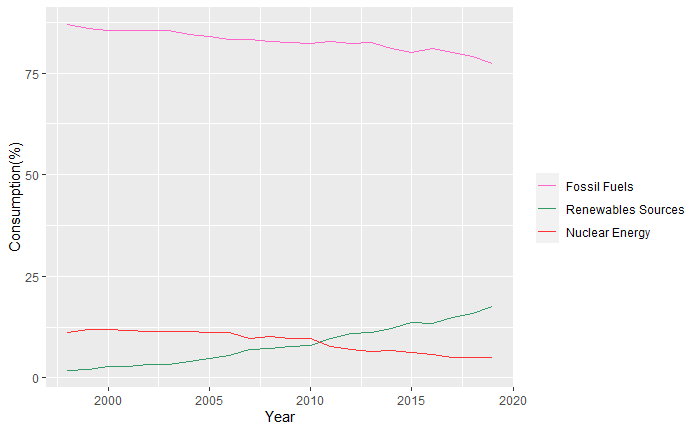 75
50
25
0
Consumption(%)
2000 2005 2010 2015 2020
Year
Fossil Fuels
Renewables Sources
Nuclear Energy